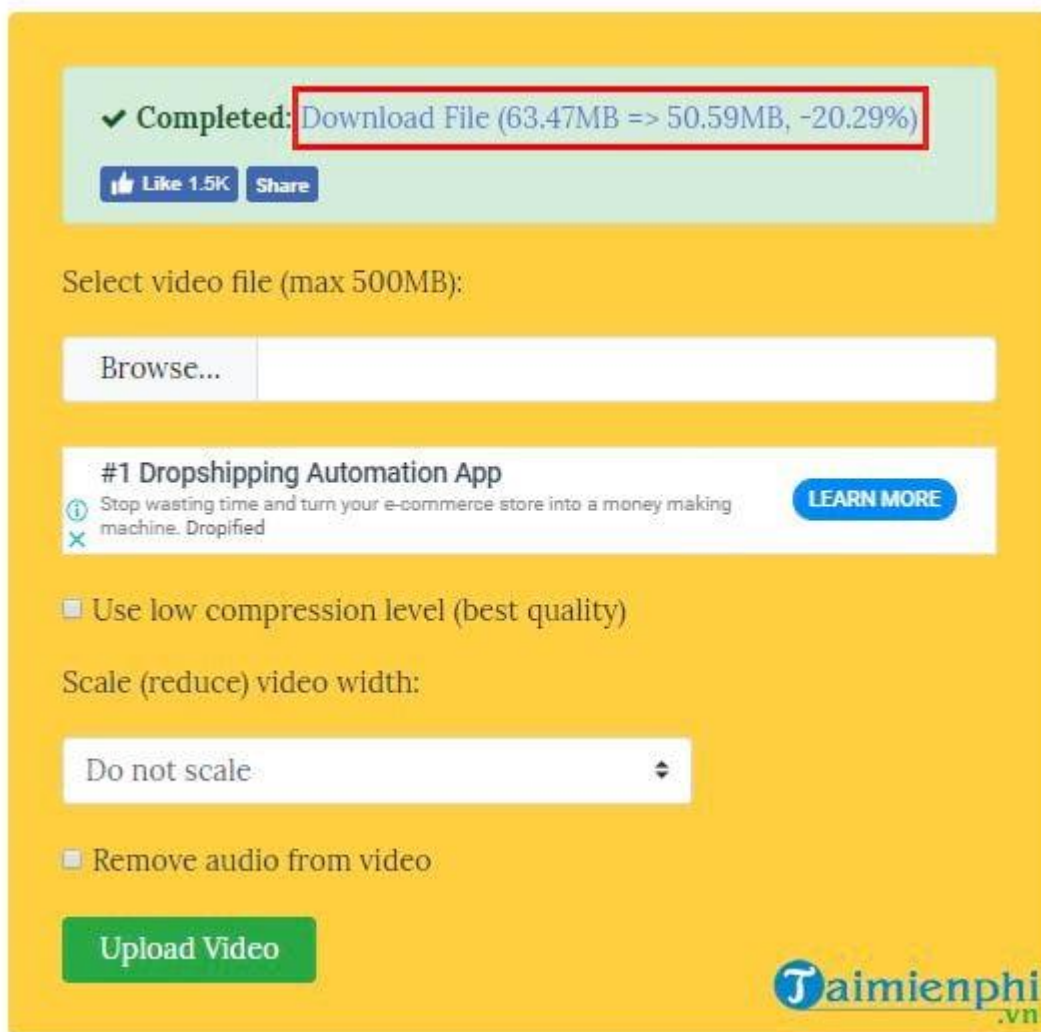 ✔ Completed: Download File (63.47MB => 50.59MB, -20.29%)
Like 1.5K Share
Select video file (max 500MB):
Browse...
#1 Dropshipping Automation App
Stop wasting time and turn your e-commerce store into a money making
machine. Dropified
LEARN MORE
Use low compression level (best quality)
Scale (reduce) video width:
Do not scale
Remove audio from video
Upload Video
Taimienphi
.vn